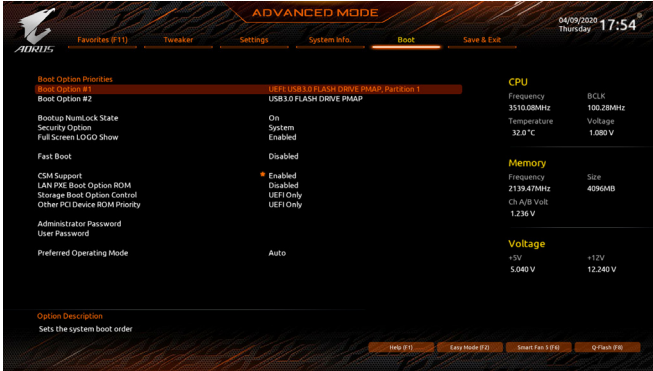 ADVANCED MODE
04/09/2020 Thursday 17:54
AORUS
Favorites (F11) Tweaker Settings System Info. Boot Save & Exit
Boot Option Priorities
Boot Option #1 UEFI: USB3.0 FLASH DRIVE PMAP, Partition 1
Boot Option #2 USB3.0 FLASH DRIVE PMAP
Bootup NumLock State On
Security Option System
Full Screen LOGO Show Enabled
Fast Boot Disabled
CSM Support * Enabled
LAN PXE Boot Option ROM Disabled
Storage Boot Option Control UEFI Only
Other PCI Device ROM Priority UEFI Only
Administrator Password
User Password
Preferred Operating Mode Auto
CPU
Frequency BCLK
3510.08MHz 100.28MHz
Temperature Voltage
32.0 °C 1.080 V
Memory
Frequency Size
2139.47MHz 4096MB
Ch A/B Volt
1.236 V
Voltage
+5V +12V
5.040 V 12.240 V
Option Description
Sets the system boot order
Help (F1) Easy Mode (F2) Smart Fan 5 (F6) Q-Flash (F8)